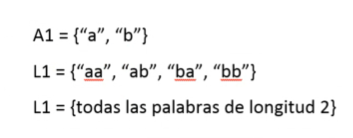 A1 = {“a”, “b”}
L1 = {“aa”, “ab”, “ba”, “bb”}
L1 = {todas las palabras de longitud 2}